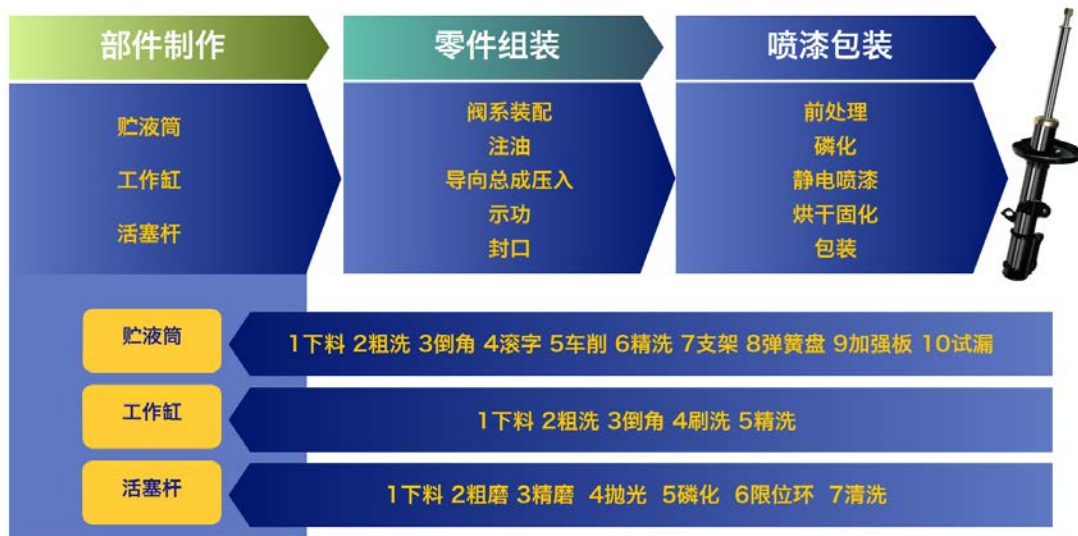 部件制作
零件组装
喷漆包装
贮液筒
工作缸
活塞杆
阀系装配
注油
导向总成压入
示功
封口
前处理
磷化
静电喷漆
烘干固化
包装
贮液筒
1下料 2粗洗 3倒角 4滚字 5车削 6精洗 7支架 8弹簧盘 9加强板 10试漏
工作缸
1下料 2粗洗 3倒角 4刷洗 5精洗
活塞杆
1下料 2粗磨 3精磨 4抛光 5磷化 6限位环 7清洗